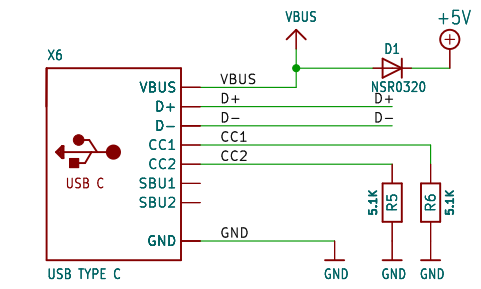 VBUS
+5V
X6
D1
VBUS
VBUS
NSR0320
D+
D+
D+
D-
D-
D-
CC1
CC1
CC2
CC2
USB C
SBU1
5.1K
R5
R6
5.1K
SBU2
GND
GND
USB TYPE C
GND
GND
GND